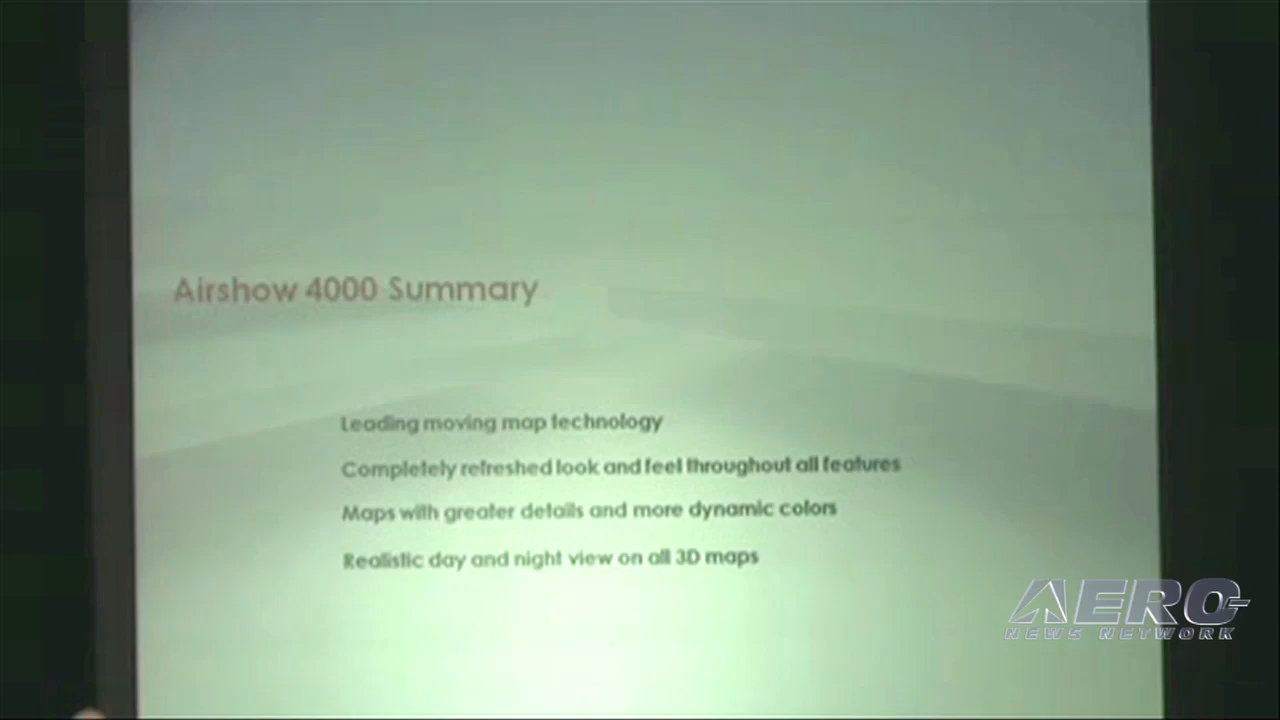 Airshow 4000 Summary
Leading moving map technology
Completely refreshed look and feel throughout all features
Maps with greater details and more dynamic colors
Realistic day and night view on all 3D maps
AERO
NEWS NETWORK